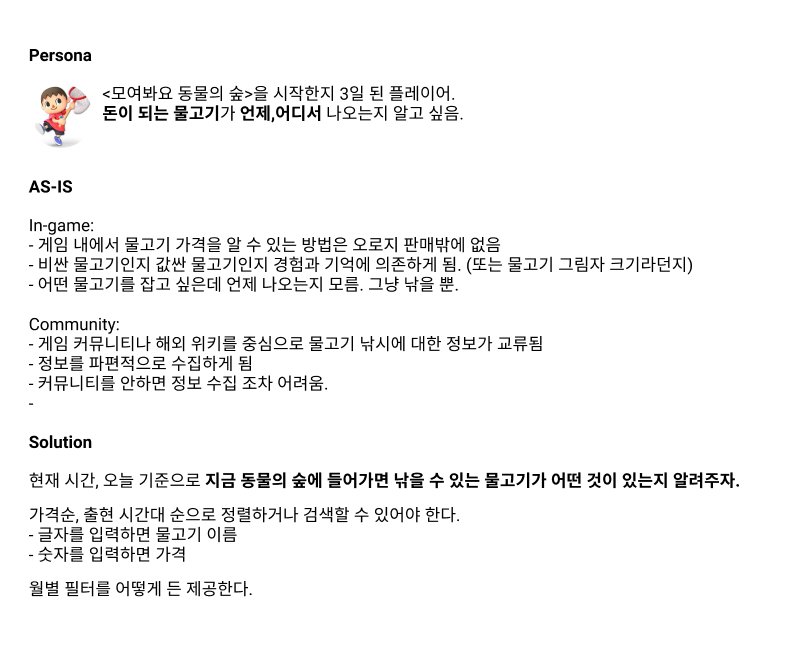 Persona
<모여봐요 동물의 숲>을 시작한지 3일 된 플레이어.
돈이 되는 물고기가 언제,어디서 나오는지 알고 싶음.
AS-IS
In-game:
- 게임 내에서 물고기 가격을 알 수 있는 방법은 오로지 판매밖에 없음
- 비싼 물고기인지 값싼 물고기인지 경험과 기억에 의존하게 됨. (또는 물고기 그림자 크기라던지)
- 어떤 물고기를 잡고 싶은데 언제 나오는지 모름. 그냥 낚을 뿐.
Community:
- 게임 커뮤니티나 해외 위키를 중심으로 물고기 낚시에 대한 정보가 교류됨
- 정보를 파편적으로 수집하게 됨
- 커뮤니티를 안하면 정보 수집 조차 어려움.
-
Solution
현재 시간, 오늘 기준으로 지금 동물의 숲에 들어가면 낚을 수 있는 물고기가 어떤 것이 있는지 알려주자.
가격순, 출현 시간대 순으로 정렬하거나 검색할 수 있어야 한다.
- 글자를 입력하면 물고기 이름
- 숫자를 입력하면 가격
월별 필터를 어떻게 든 제공한다.